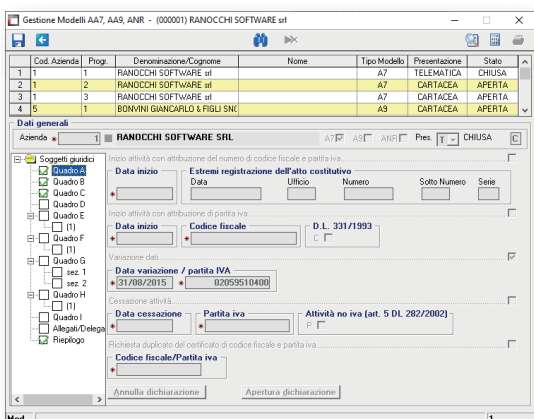 Gestione Modelli AA7, AA9, ANR - (000001) RANOCCHI SOFTWARE srl
Cod. Azienda Progr. Denominazione/Cognome Nome Tipo Modello Presentazione Stato
1 1 1 RANOCCHI SOFTWARE srl A7 TELEMATICA CHIUSA
2 1 2 RANOCCHI SOFTWARE srl A7 CARTACEA APERTA
3 1 3 RANOCCHI SOFTWARE srl A7 CARTACEA APERTA
4 5 1 BONVINI GIANCARLO & FIGLI SNC A9 CARTACEA APERTA
Dati generali
Azienda * 1 RANOCCHI SOFTWARE SRL A7 A9 ANR Pres. T CHIUSA C
Soggetti giuridici
Quadro A
Quadro B
Quadro C
Quadro D
Quadro E
(1)
Quadro F
(1)
Quadro G
sez. 1
sez. 2
Quadro H
(1)
Quadro I
Allegati/Delega
Riepilogo
Inizio attività con attribuzione del numero di codice fiscale e partita iva
Data inizio Estremi registrazione dell'atto costitutivo
Data Ufficio Numero Sotto Numero Serie
*
Inizio attività con attribuzione di partita iva
Data inizio Codice fiscale D.L. 331/1993
* * C
Variazione dati
Data variazione / partita IVA
* 31/08/2015 * 02059510400
Cessazione attività
Data cessazione Partita iva Attività no iva (art. 5 DL 282/2002)
* * P
Richiesta duplicato del certificato di codice fiscale e partita iva
Codice fiscale/Partita iva
*
Annulla dichiarazione Apertura dichiarazione
Mod. 1